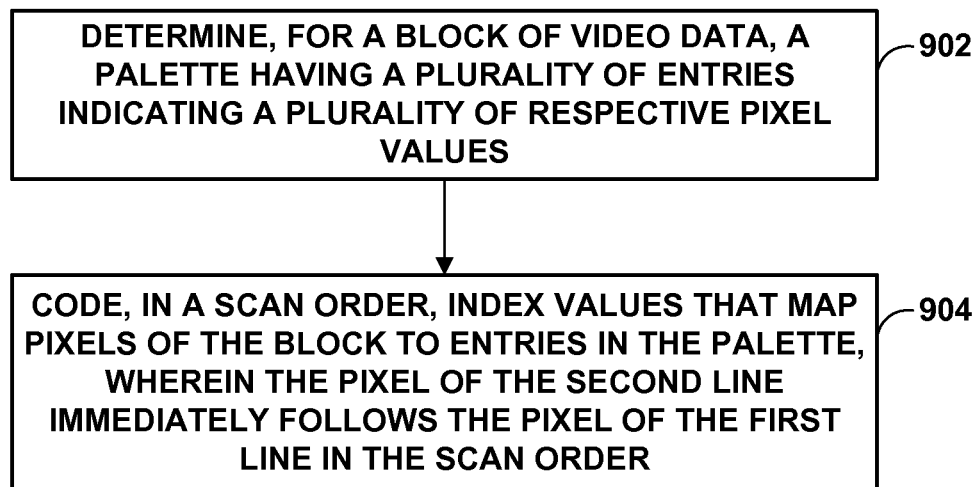 DETERMINE, FOR A BLOCK OF VIDEO DATA, A
PALETTE HAVING A PLURALITY OF ENTRIES
INDICATING A PLURALITY OF RESPECTIVE PIXEL
VALUES
902
CODE, IN A SCAN ORDER, INDEX VALUES THAT MAP
PIXELS OF THE BLOCK TO ENTRIES IN THE PALETTE,
WHEREIN THE PIXEL OF THE SECOND LINE
IMMEDIATELY FOLLOWS THE PIXEL OF THE FIRST
LINE IN THE SCAN ORDER
904